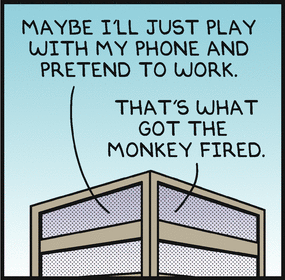 MAYBE I'LL JUST PLAY
WITH MY PHONE AND
PRETEND TO WORK.
THAT'S WHAT
GOT THE
MONKEY FIRED.